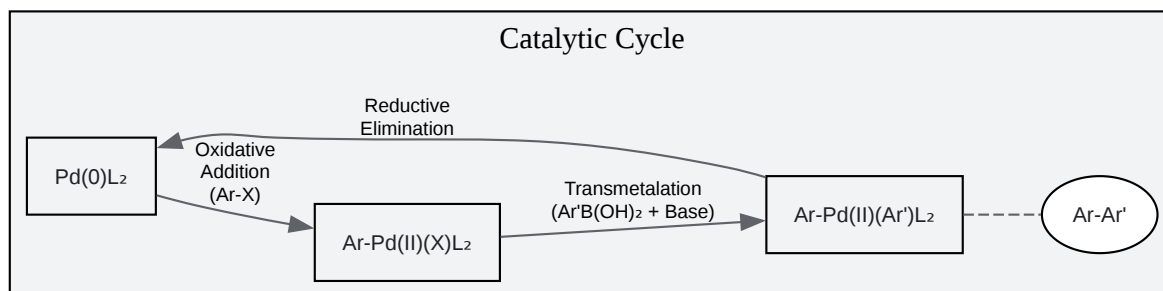 Catalytic Cycle
Reductive
Elimination
Oxidative
Addition
(Ar-X)
Pd(0)L₂
Transmetalation
(Ar'B(OH)₂ + Base)
Ar-Pd(II)(X)L₂
Ar-Pd(II)(Ar')L₂
Ar-Ar'